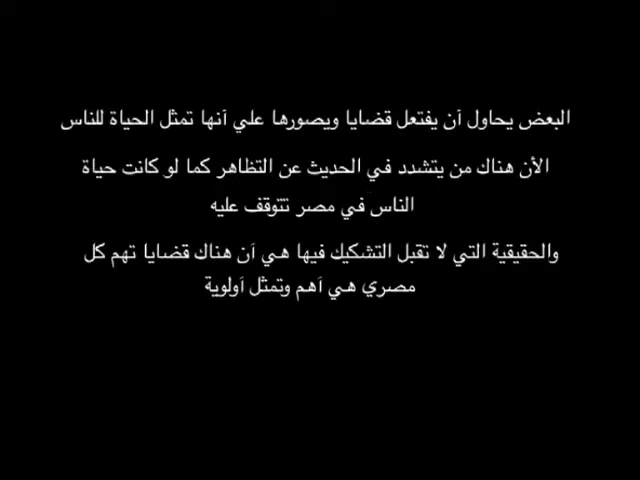 البعض يحاول أن يفتعل قضايا ويصورها علي أنها تمثل الحياة للناس
الأن هناك من يتشدد في الحديث عن التظاهر كما لو كانت حياة
الناس في مصر تتوقف عليه
والحقيقية التي لا تقبل التشكيك فيها هي أن هناك قضايا تهم كل
مصري هي أهم وتمثل أولوية